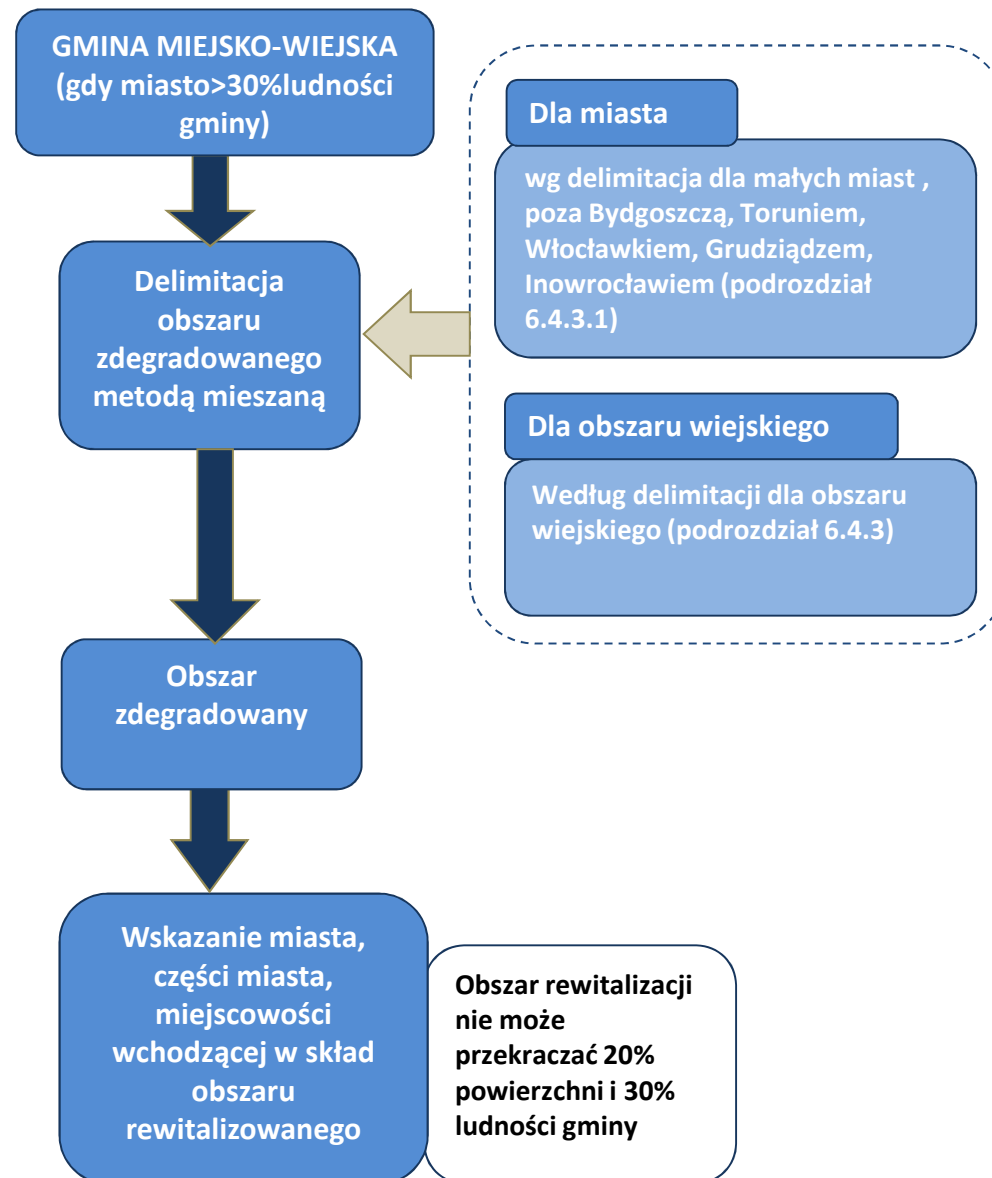 GMINA MIEJSKO-WIEJSKA
(gdy miasto>30%ludności
gminy)
Dla miasta
wg delimitacja dla małych miast ,
poza Bydgoszczą, Toruniem,
Włocławkiem, Grudziądzem,
Inowrocławiem (podrozdział
6.4.3.1)
Delimitacja
obszaru
zdegradowanego
metodą mieszaną
Dla obszaru wiejskiego
Według delimitacji dla obszaru
wiejskiego (podrozdział 6.4.3)
Obszar
zdegradowany
Wskazanie miasta,
części miasta,
miejscowości
wchodzącej w skład
obszaru
rewitalizowanego
Obszar rewitalizacji
nie może
przekraczać 20%
powierzchni i 30%
ludności gminy